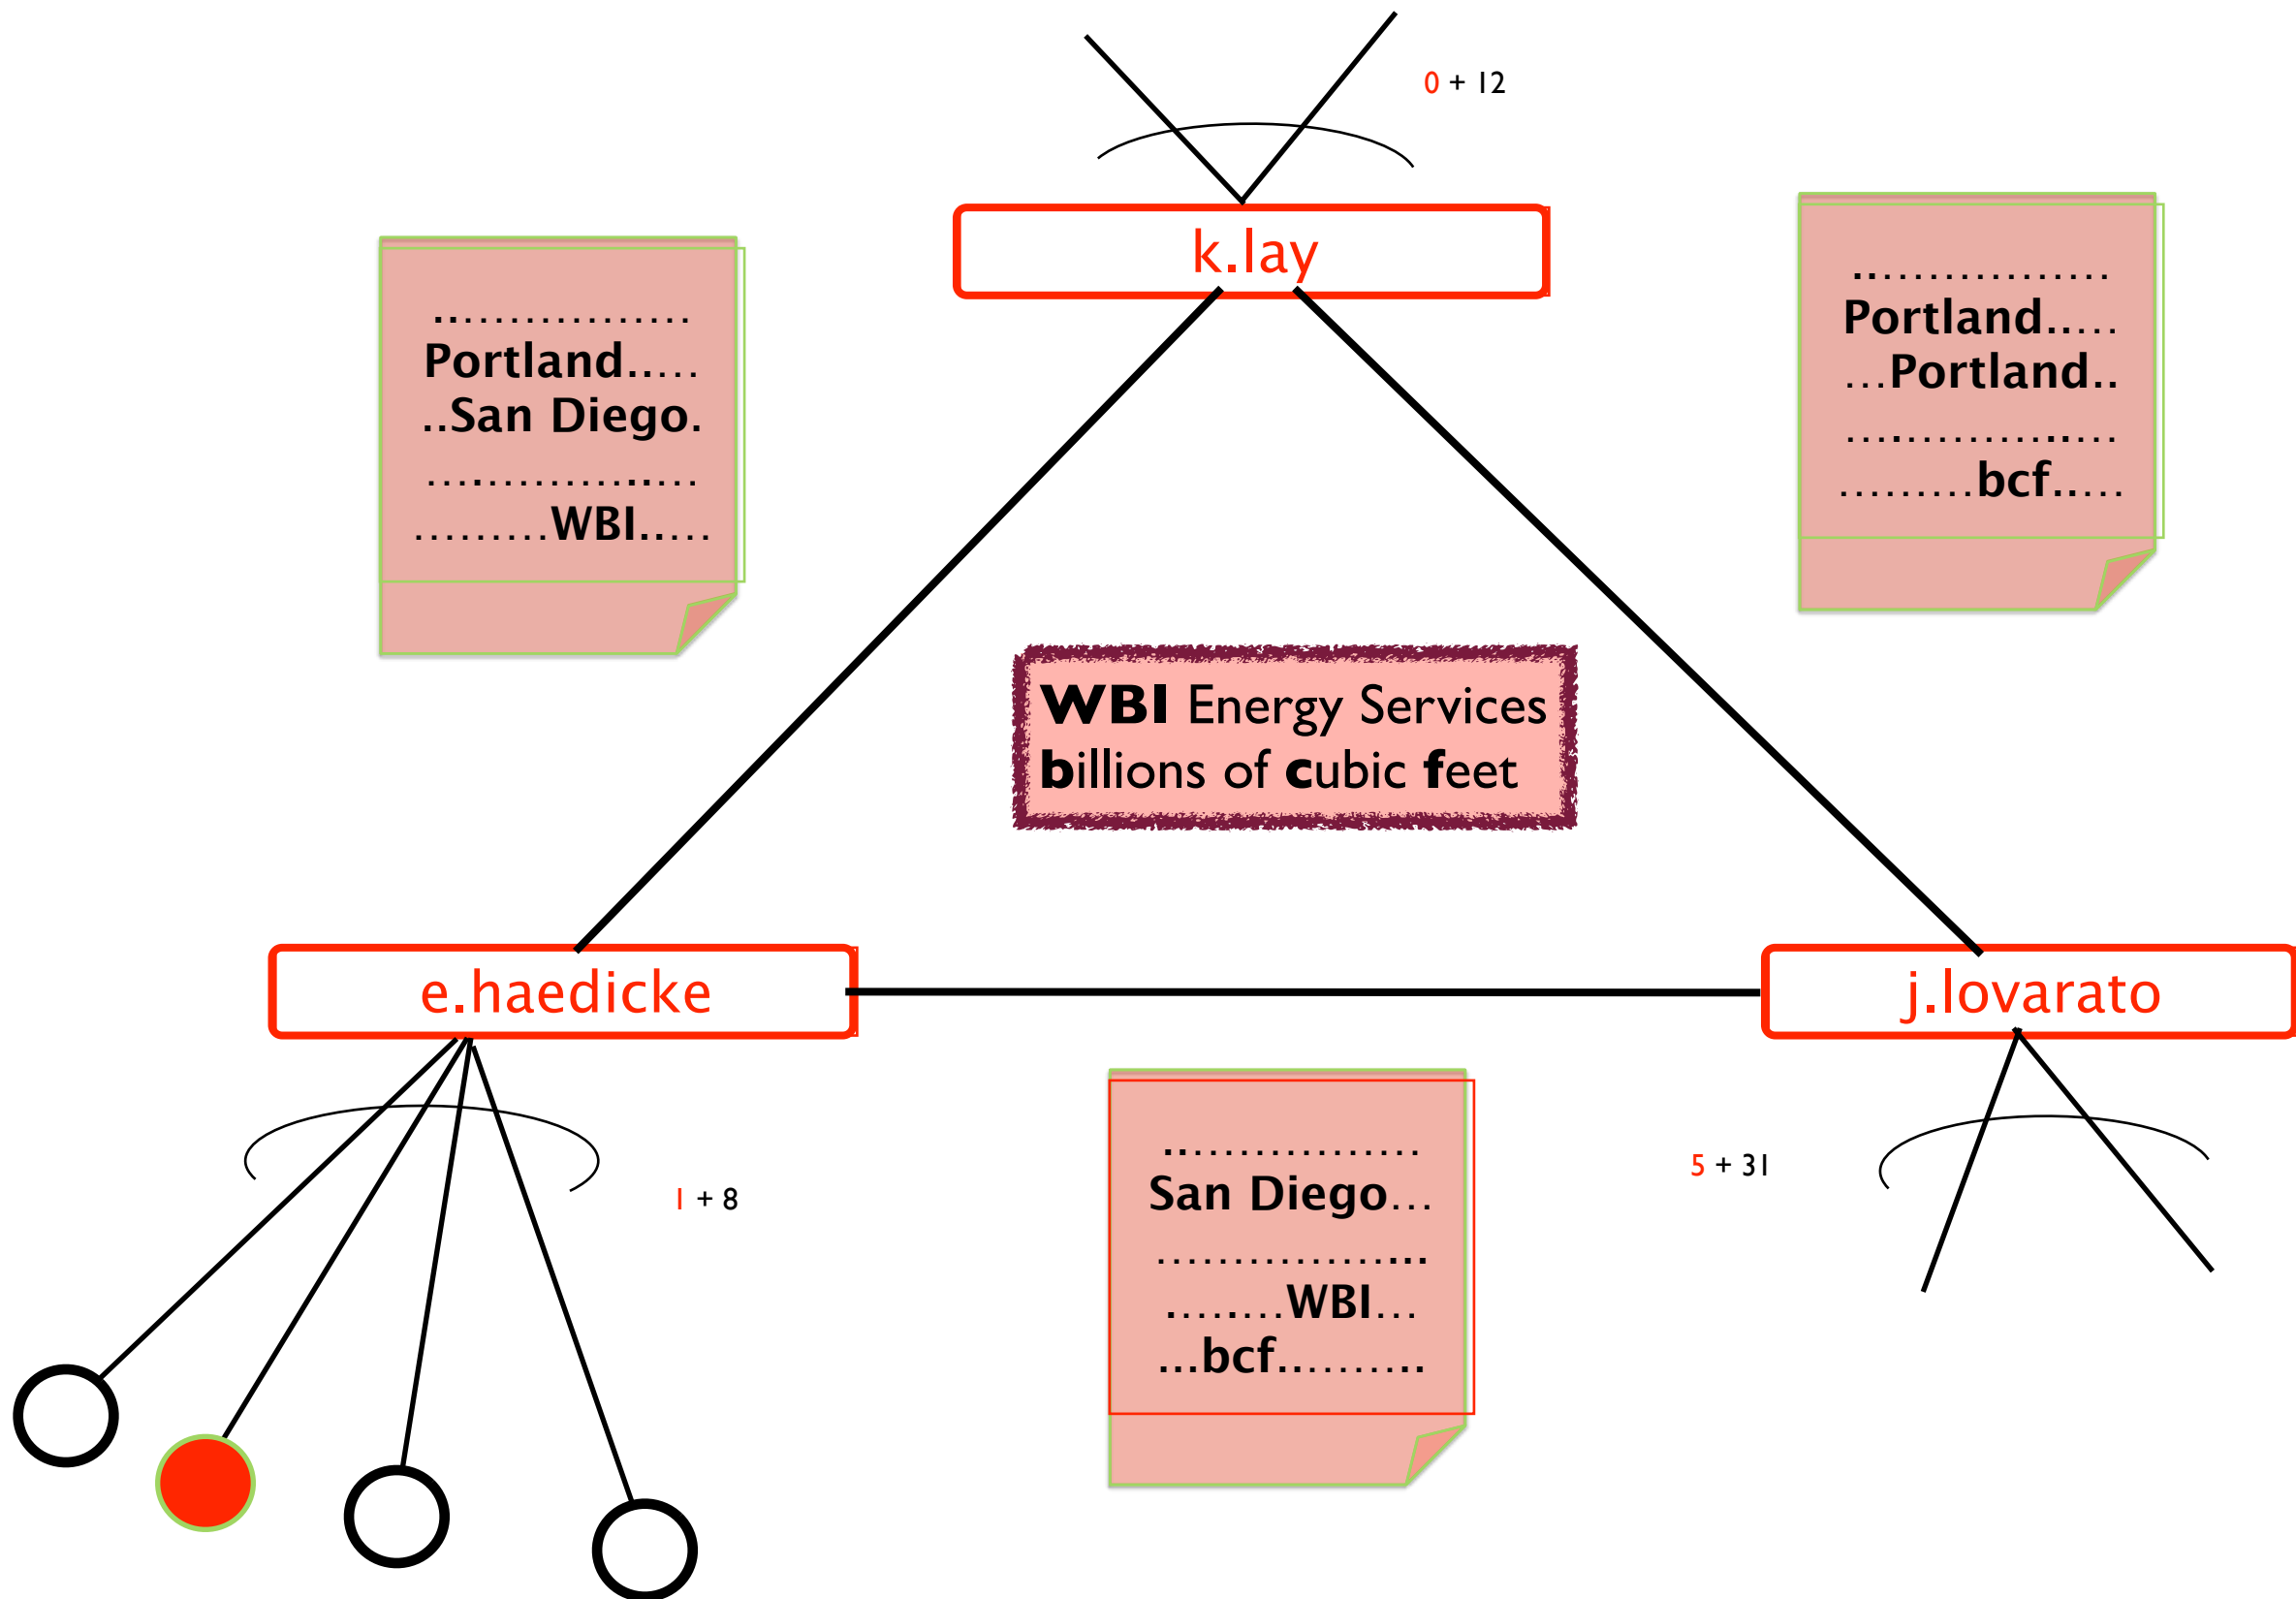 0 + 12
k.lay
..……………
Portland..…
..San Diego.
….………..…
………WBI..…
..……………
Portland..…
…Portland..
….………..…
………bcf..…
WBI Energy Services
billions of cubic feet
e.haedicke
j.lovarato
1 + 8
5 + 31
..……………
San Diego…
……………...
.….…WBI…
...bcf..……..